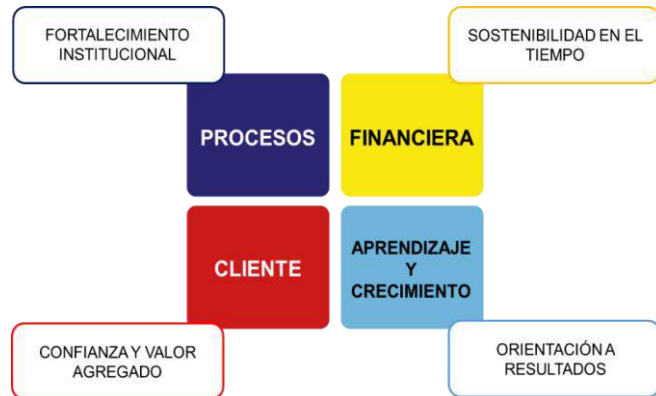 FORTALECIMIENTO
INSTITUCIONAL
SOSTENIBILIDAD EN EL
TIEMPO
PROCESOS
FINANCIERA
CLIENTE
APRENDIZAJE
Y
CRECIMIENTO
CONFIANZA Y VALOR
AGREGADO
ORIENTACIÓN A
RESULTADOS